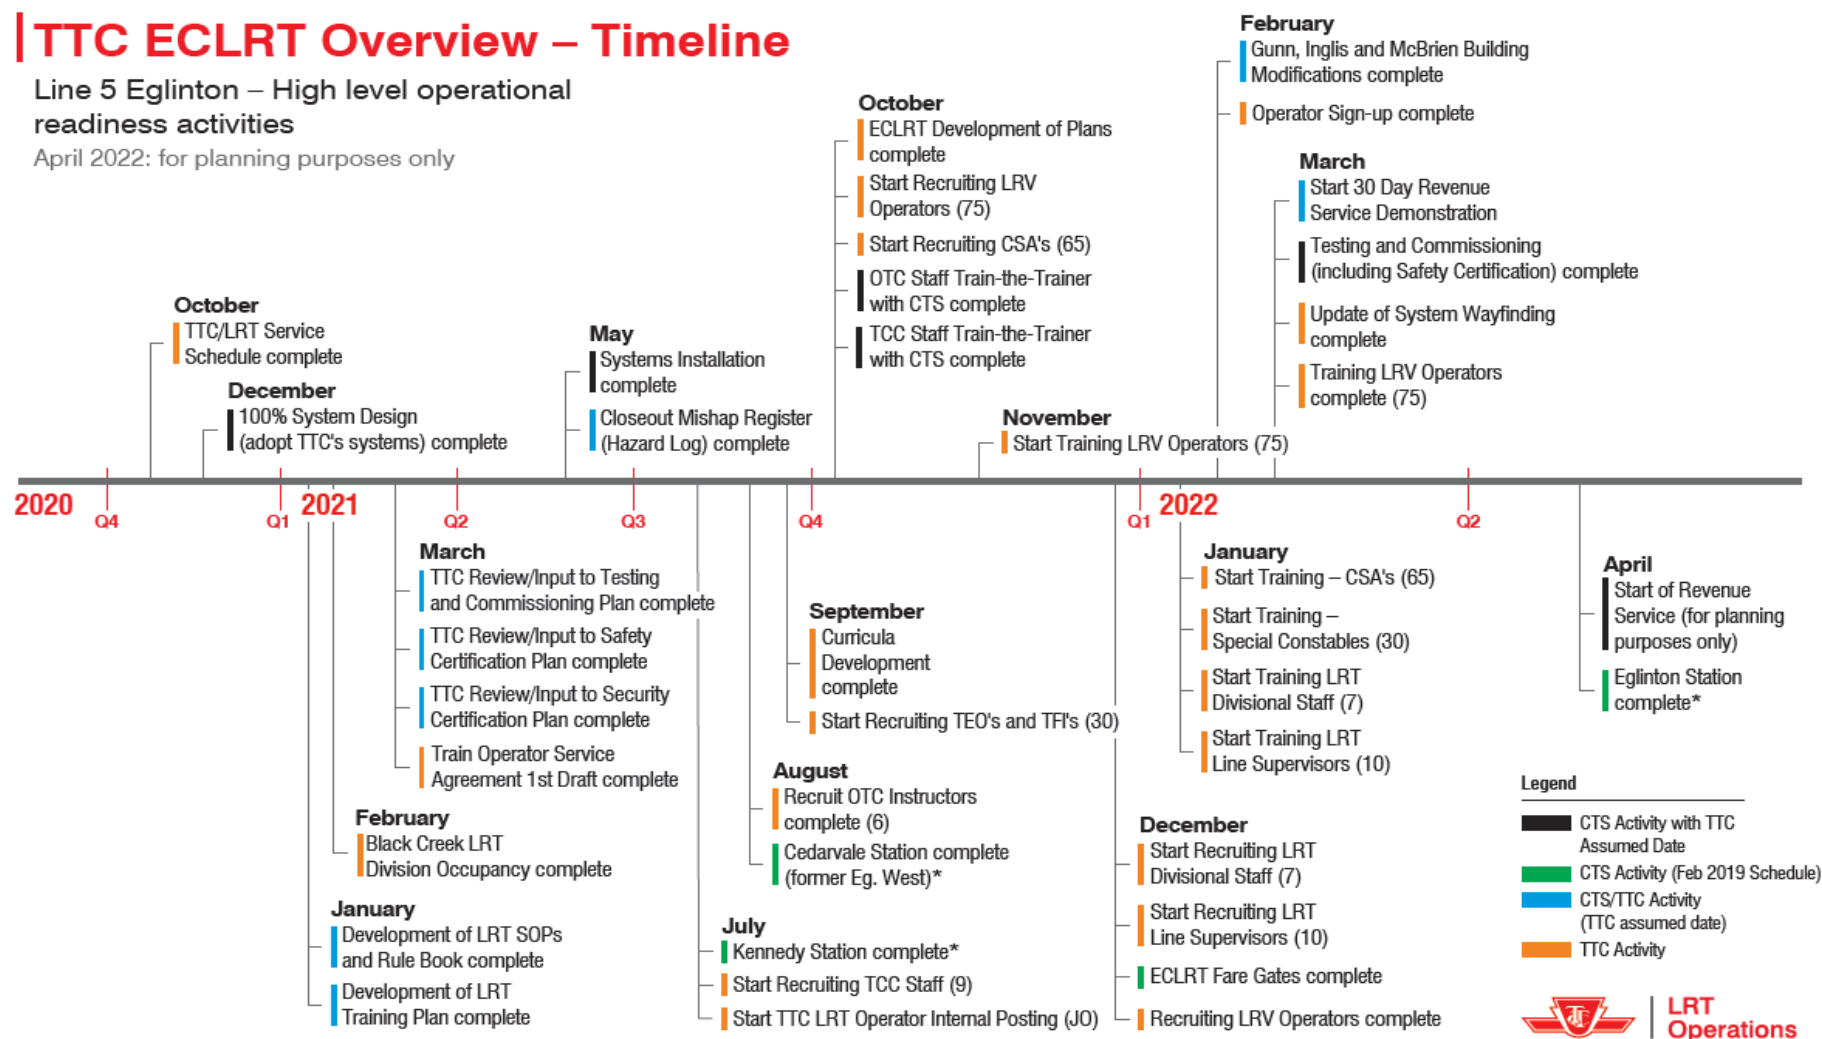 TTC ECLRT Overview – Timeline
Line 5 Eglinton – High level operational
readiness activities
April 2022: for planning purposes only
October
TTC/LRT Service
Schedule complete
December
100% System Design
(adopt TTC's systems) complete
May
Systems Installation
complete
Closeout Mishap Register
(Hazard Log) complete
October
ECLRT Development of Plans
complete
Start Recruiting LRV
Operators (75)
Start Recruiting CSA's (65)
OTC Staff Train-the-Trainer
with CTS complete
TCC Staff Train-the-Trainer
with CTS complete
November
Start Training LRV Operators (75)
February
Gunn, Inglis and McBrien Building
Modifications complete
Operator Sign-up complete
March
Start 30 Day Revenue
Service Demonstration
Testing and Commissioning
(including Safety Certification) complete
Update of System Wayfinding
complete
Training LRV Operators
complete (75)
2020
Q4
Q1
2021
Q2
Q3
Q4
Q1
2022
Q2
January
Development of LRT SOPs
and Rule Book complete
Development of LRT
Training Plan complete
February
Black Creek LRT
Division Occupancy complete
March
TTC Review/Input to Testing
and Commissioning Plan complete
TTC Review/Input to Safety
Certification Plan complete
TTC Review/Input to Security
Certification Plan complete
Train Operator Service
Agreement 1st Draft complete
July
Kennedy Station complete*
Start Recruiting TCC Staff (9)
Start TTC LRT Operator Internal Posting (JO)
August
Recruit OTC Instructors
complete (6)
Cedarvale Station complete
(former Eg. West)*
September
Curricula
Development
complete
Start Recruiting TEO's and TFI's (30)
December
Start Recruiting LRT
Divisional Staff (7)
Start Recruiting LRT
Line Supervisors (10)
ECLRT Fare Gates complete
Recruiting LRV Operators complete
January
Start Training – CSA's (65)
Start Training –
Special Constables (30)
Start Training LRT
Divisional Staff (7)
Start Training LRT
Line Supervisors (10)
April
Start of Revenue
Service (for planning
purposes only)
Eglinton Station
complete*
Legend
CTS Activity with TTC
Assumed Date
CTS Activity (Feb 2019 Schedule)
CTS/TTC Activity
(TTC assumed date)
TTC Activity
TTC
LRT
Operations